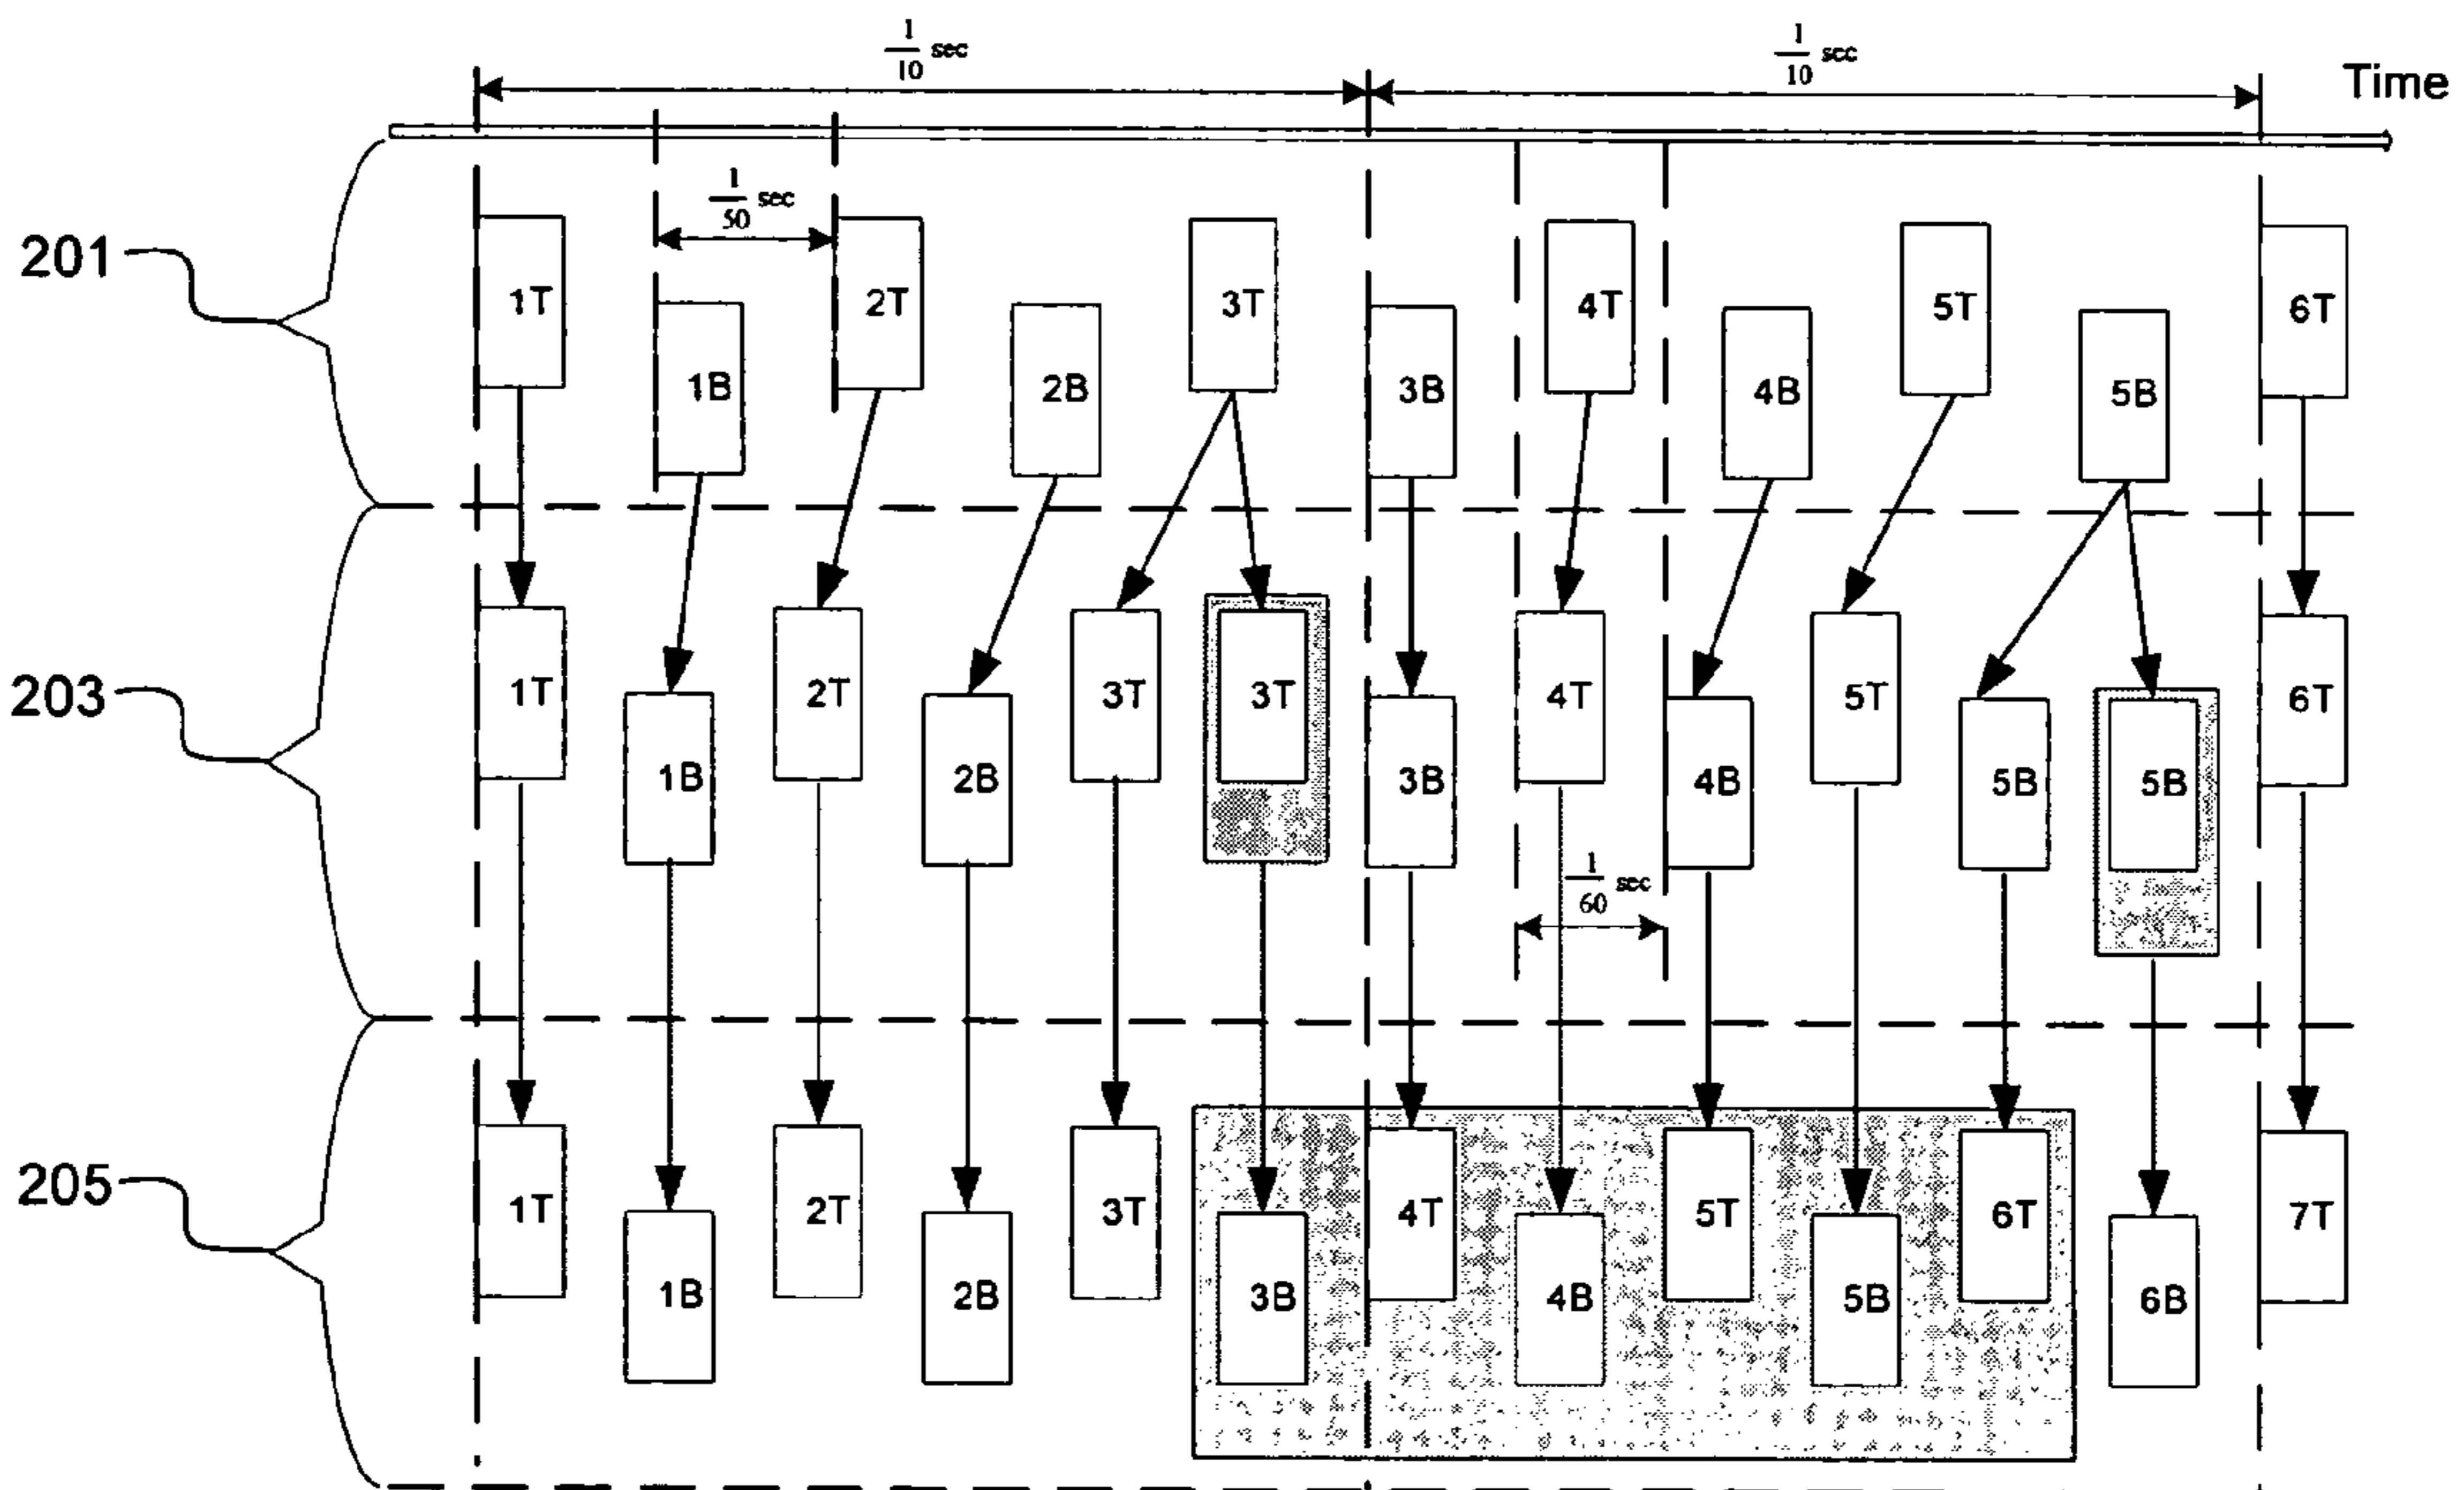 1/10 sec 1/10 sec Time
1/50 sec
201
1T 2T 3T 4T 5T 6T
1B 2B 3B 4B 5B
203
1T 2T 3T 3T 4T 5T 6T
1B 2B 3B 4B 5B 5B
1/60 sec
205
1T 2T 3T 4T 5T 6T 7T
1B 2B 3B 4B 5B 6B